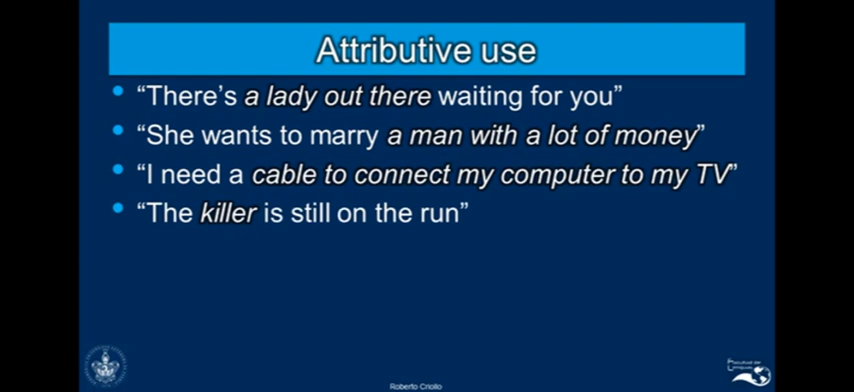 Attributive use
• “There’s a lady out there waiting for you”
• “She wants to marry a man with a lot of money”
• “I need a cable to connect my computer to my TV”
• “The killer is still on the run”
Roberto Criollo